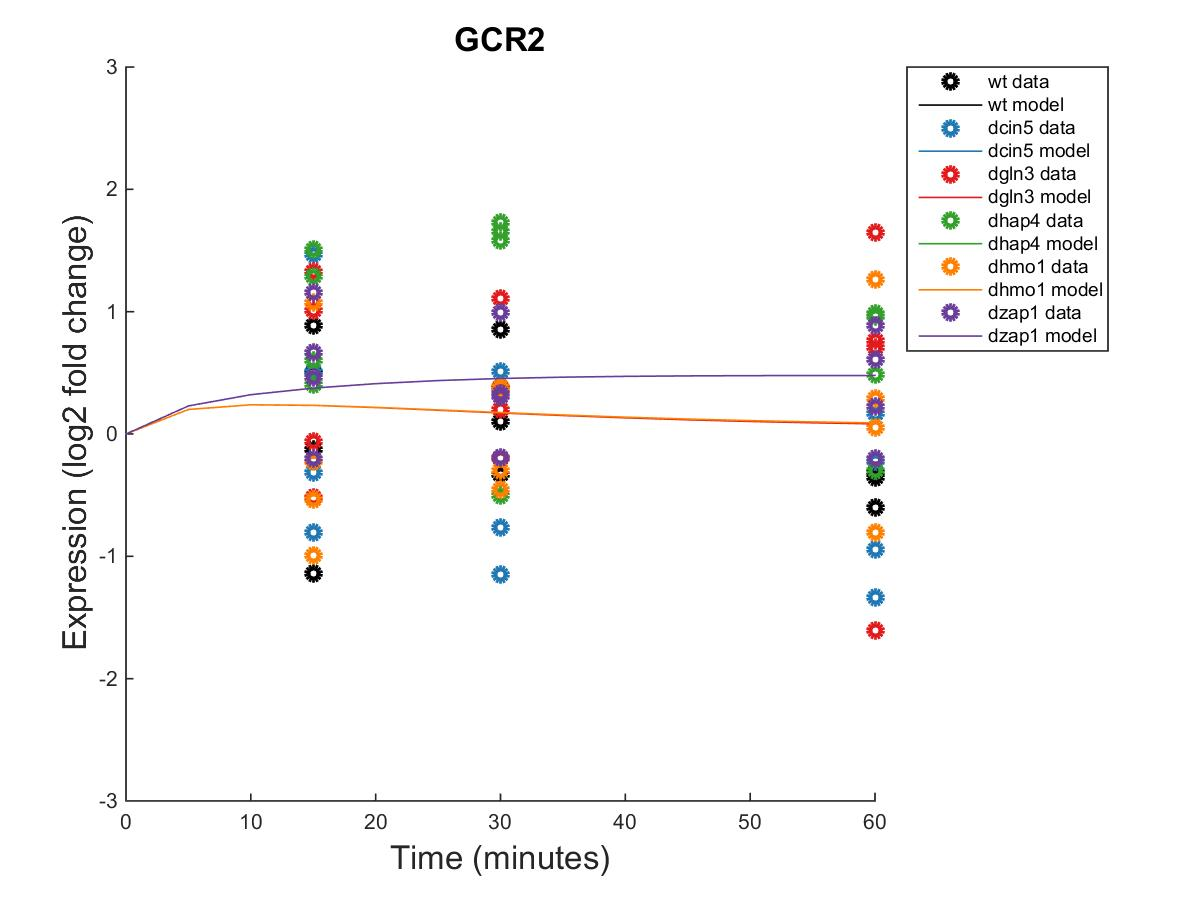 GCR2
3
2
1
0
-1
-2
-3
Expression (log2 fold change)
0
10
20
30
40
50
60
Time (minutes)
wt data
wt model
dcin5 data
dcin5 model
dgln3 data
dgln3 model
dhap4 data
dhap4 model
dhmo1 data
dhmo1 model
dzap1 data
dzap1 model